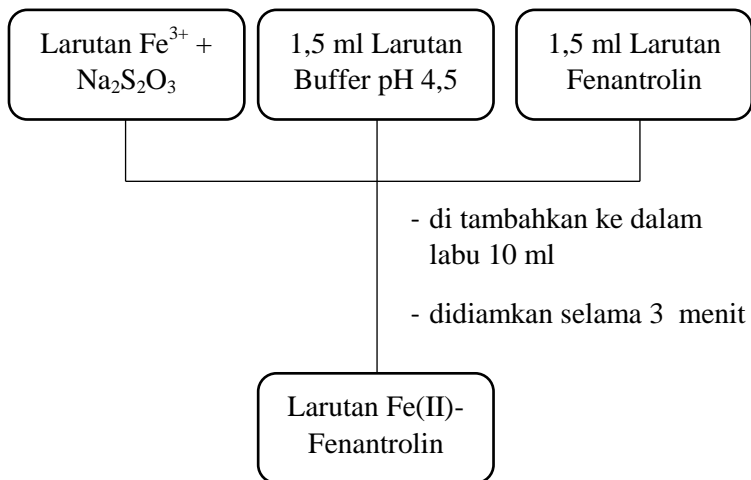 Larutan Fe³⁺ +
Na₂S₂O₃
1,5 ml Larutan
Buffer pH 4,5
1,5 ml Larutan
Fenantrolin
- di tambahkan ke dalam
labu 10 ml
- didiamkan selama 3 menit
Larutan Fe(II)-
Fenantrolin